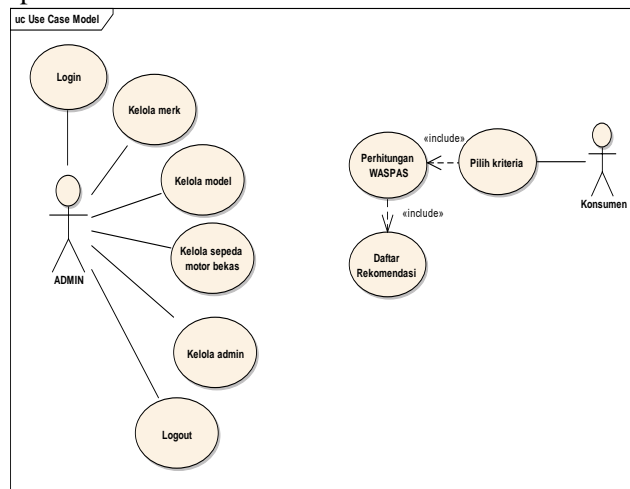 uc Use Case Model
Login
Kelola merk
Kelola model
Kelola sepeda
motor bekas
Kelola admin
Logout
ADMIN
«include»
Perhitungan
WASPAS
Pilih kriteria
Konsumen
«include»
Daftar
Rekomendasi